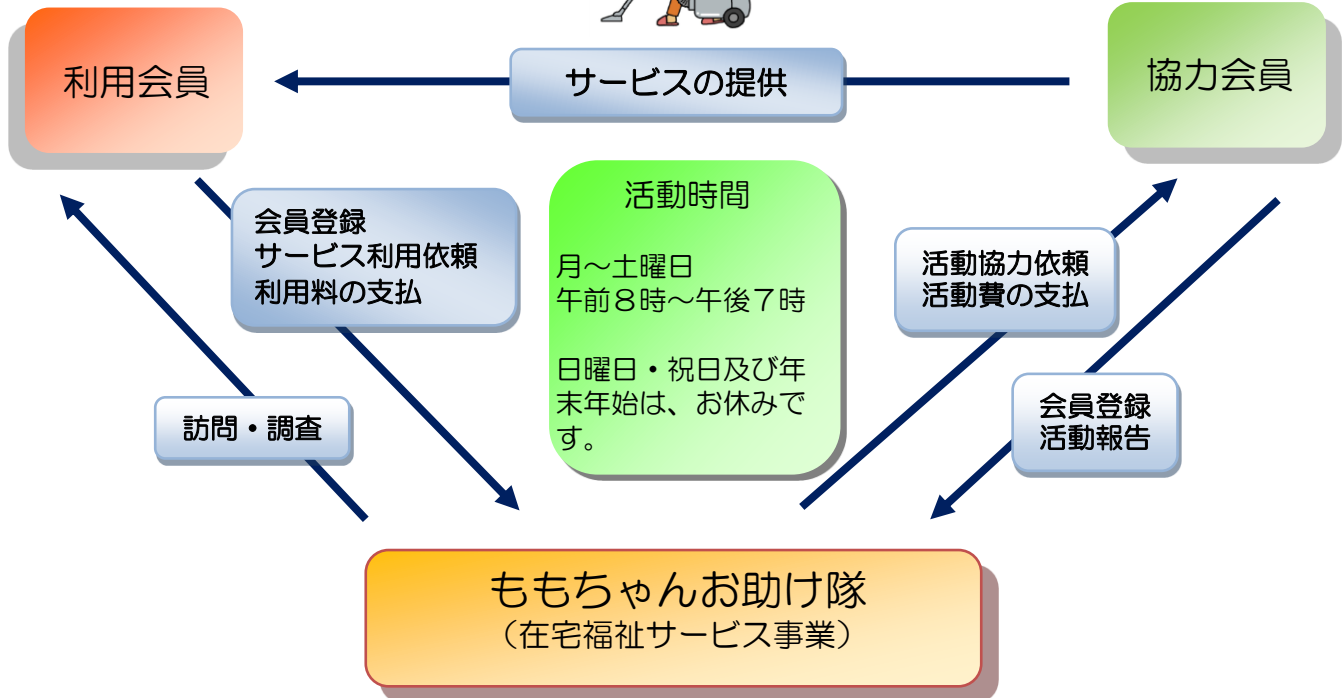 利用会員
サービスの提供
協力会員
会員登録
サービス利用依頼
利用料の支払
訪問・調査
活動時間
月～土曜日
午前８時～午後７時
日曜日・祝日及び年
末年始は、お休みで
す。
活動協力依頼
活動費の支払
会員登録
活動報告
ももちゃんお助け隊
（在宅福祉サービス事業）